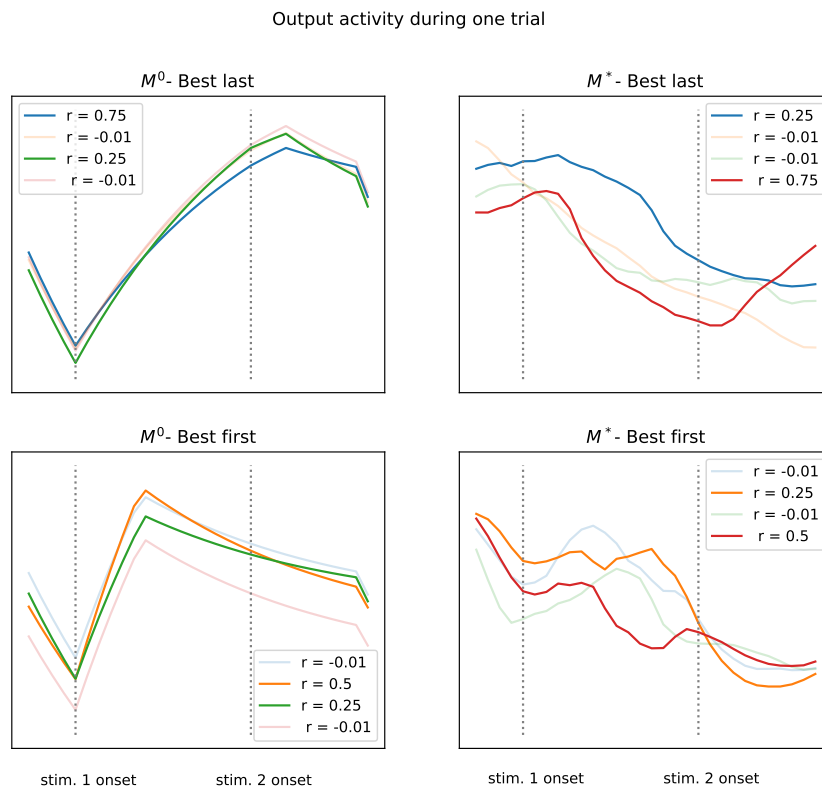 Output activity during one trial
M⁰- Best last
r = 0.75
r = -0.01
r = 0.25
r = -0.01
M*- Best last
r = 0.25
r = -0.01
r = -0.01
r = 0.75
M⁰- Best first
r = -0.01
r = 0.5
r = 0.25
r = -0.01
stim. 1 onset
stim. 2 onset
M*- Best first
r = -0.01
r = 0.25
r = -0.01
r = 0.5
stim. 1 onset
stim. 2 onset